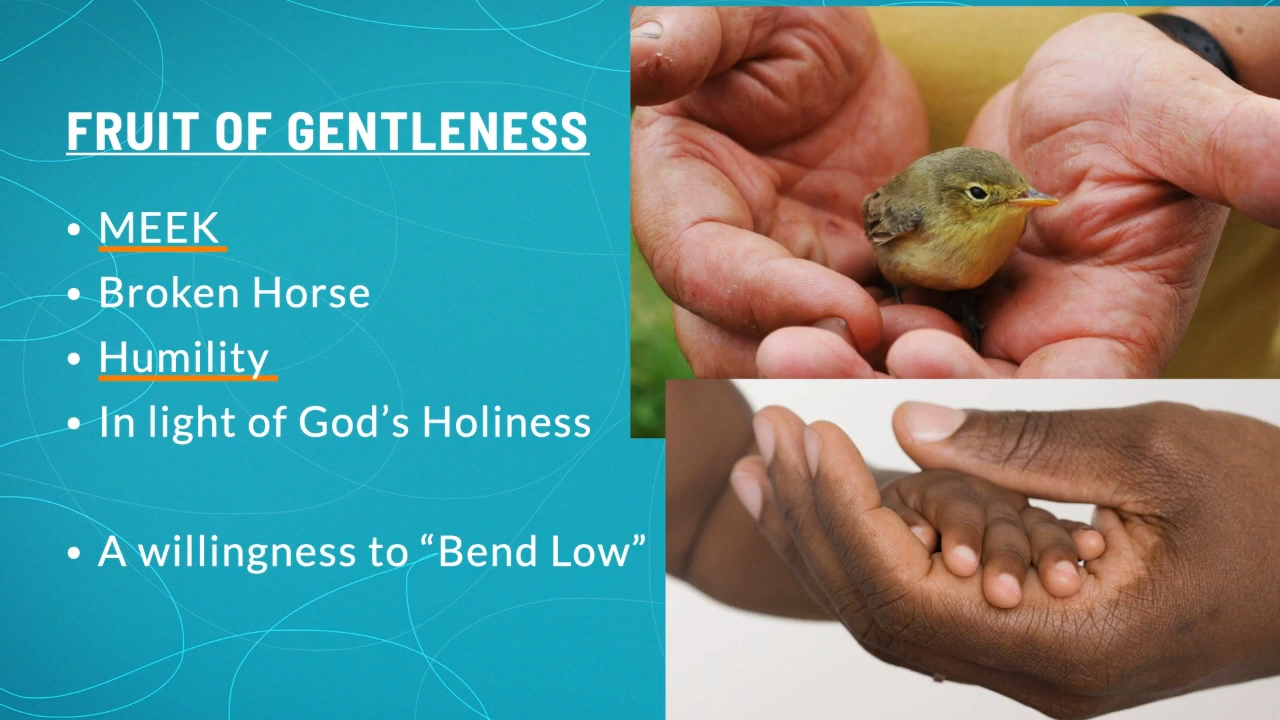 FRUIT OF GENTLENESS
• MEEK
• Broken Horse
• Humility
• In light of God’s Holiness
• A willingness to “Bend Low”